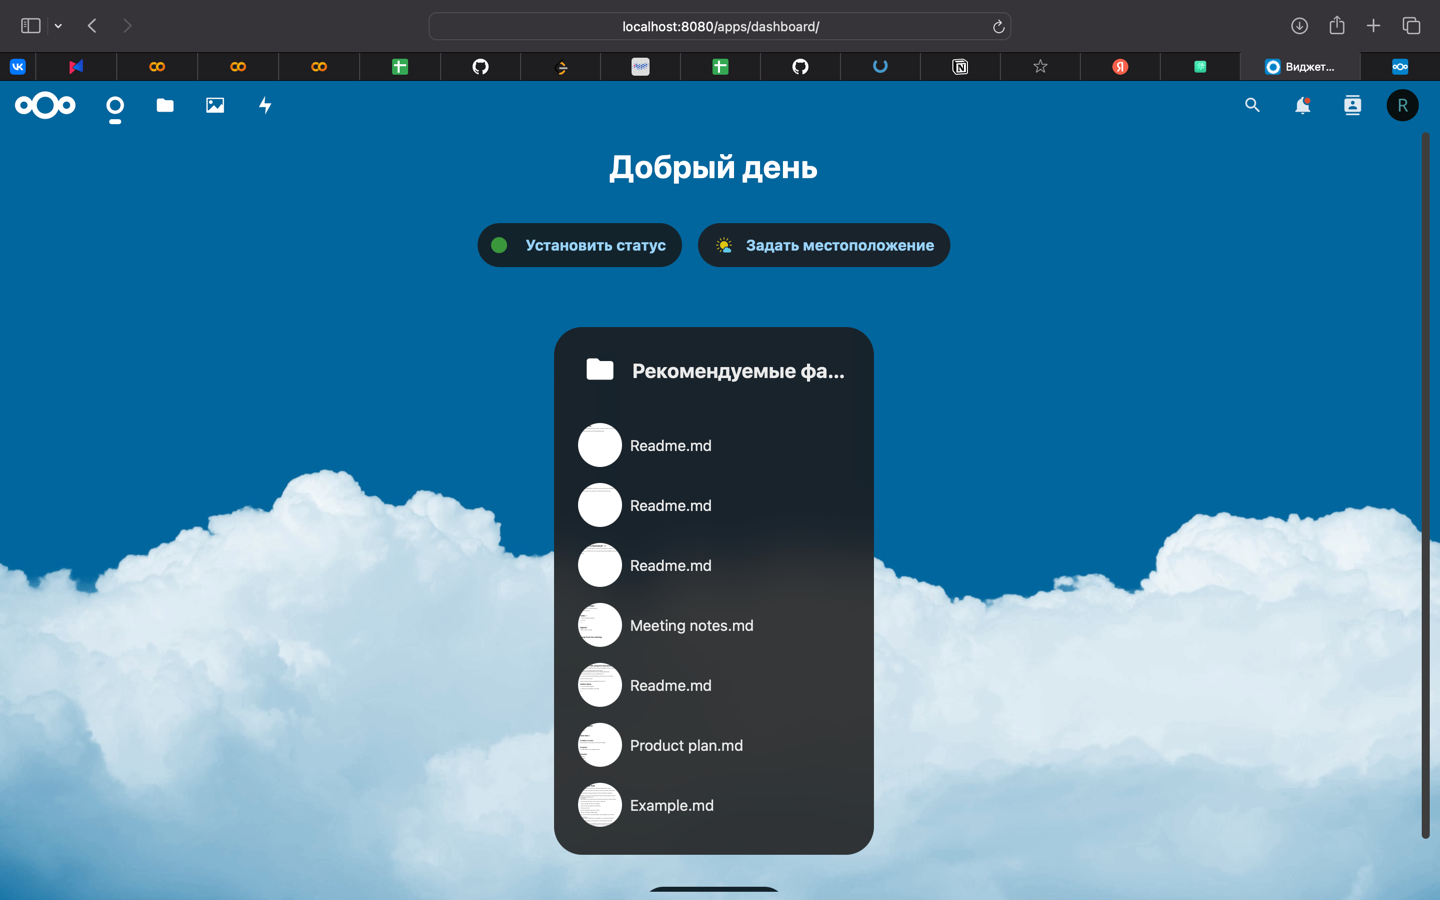 localhost:8080/apps/dashboard/
Виджет...
R
Добрый день
Установить статус
Задать местоположение
Рекомендуемые фа...
Readme.md
Readme.md
Readme.md
Meeting notes.md
Readme.md
Product plan.md
Example.md